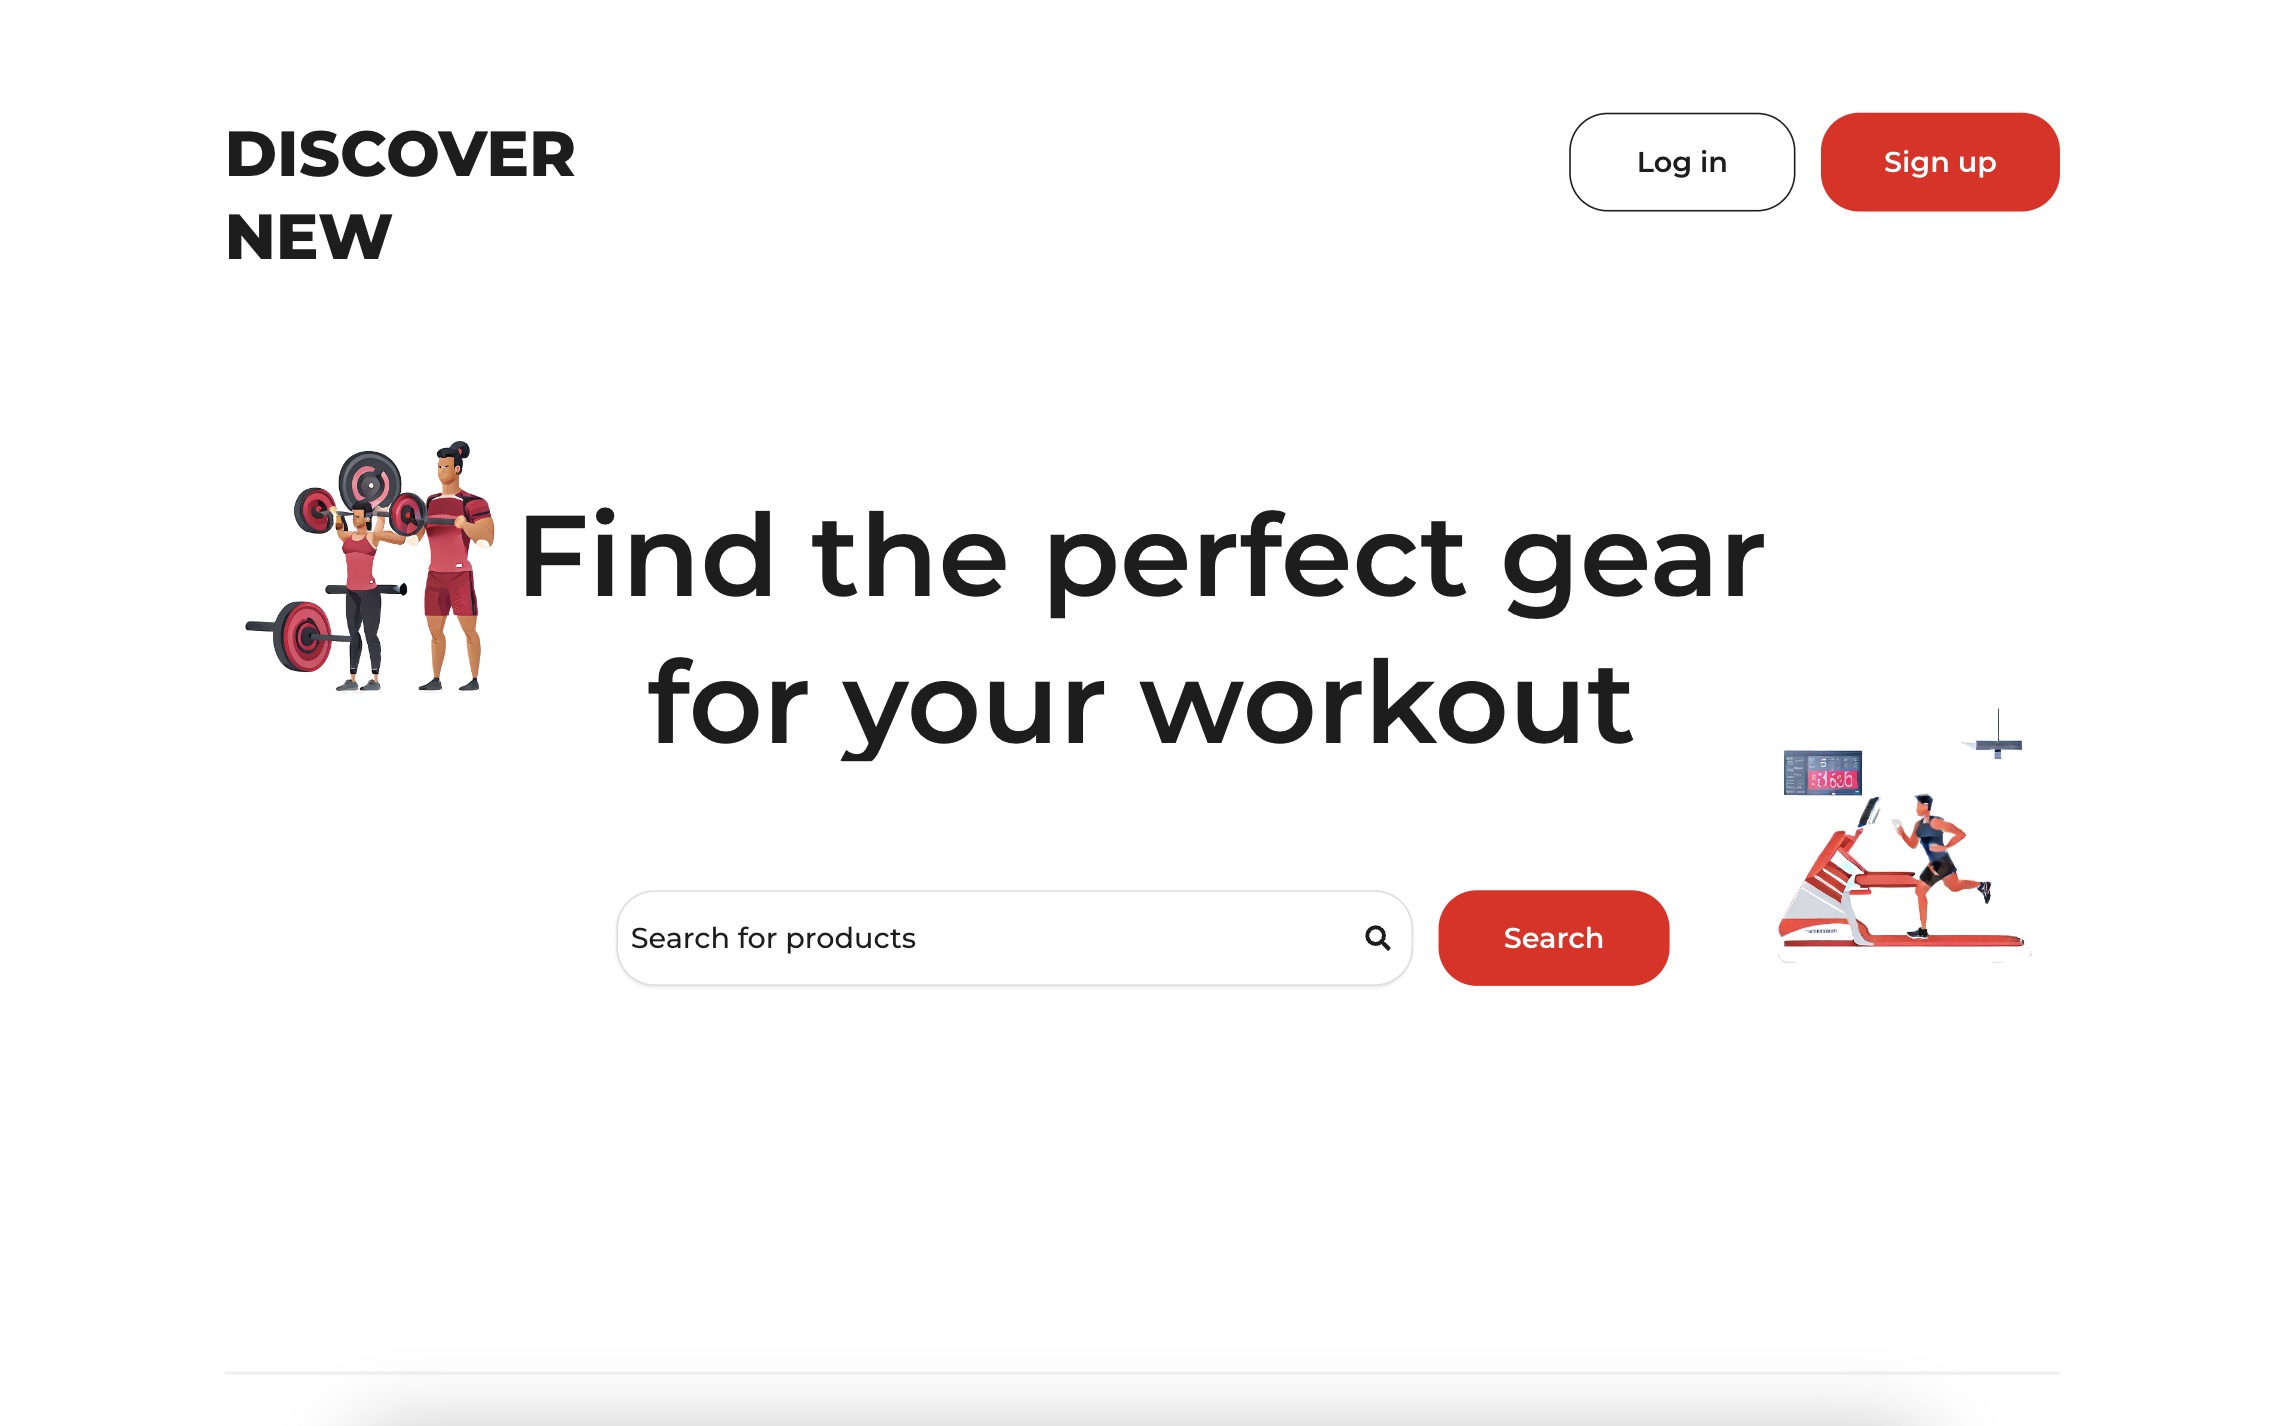 DISCOVER
NEW
Log in
Sign up
Find the perfect gear
for your workout
Search for products
Search